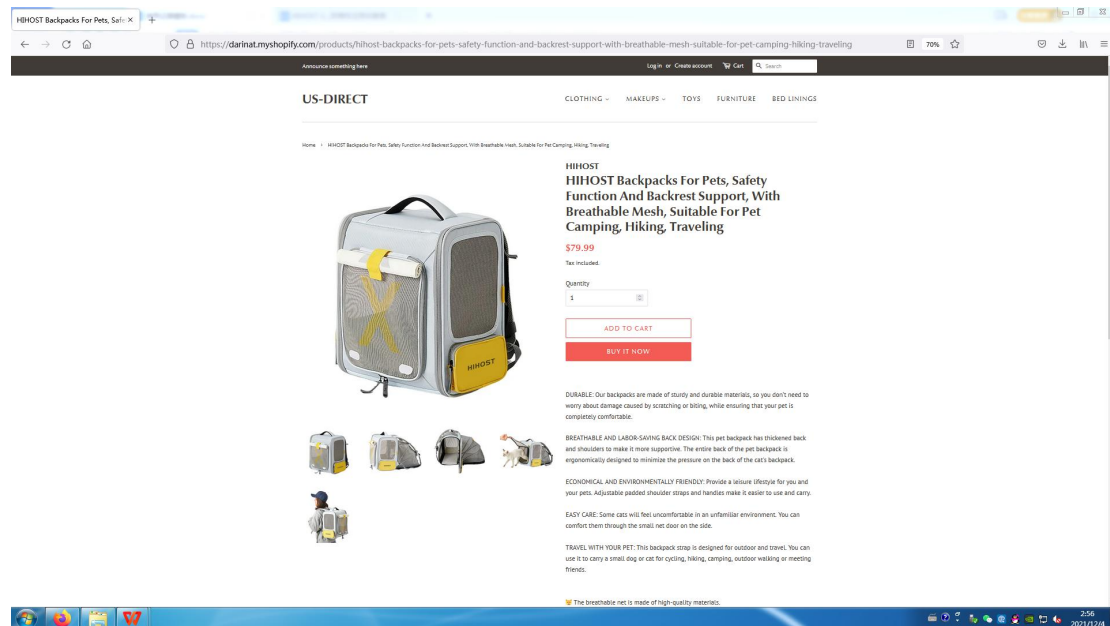 HIHOST Backpacks For Pets, Safe
https://darinat.myshopify.com/products/hihost-backpacks-for-pets-safety-function-and-backrest-support-with-breathable-mesh-suitable-for-pet-camping-hiking-traveling
70%
Announce something here
Log in or Create account
Cart
Search
US-DIRECT
CLOTHING
MAKEUPS
TOYS
FURNITURE
BED LININGS
Home › HIHOST Backpacks For Pets, Safety Function And Backrest Support, With Breathable Mesh, Suitable For Pet Camping, Hiking, Traveling
HIHOST
HIHOST Backpacks For Pets, Safety
Function And Backrest Support, With
Breathable Mesh, Suitable For Pet
Camping, Hiking, Traveling
$79.99
Tax included.
Quantity
1
ADD TO CART
BUY IT NOW
HIHOST
DURABLE: Our backpacks are made of sturdy and durable materials, so you don't need to
worry about damage caused by scratching or biting, while ensuring that your pet is
completely comfortable.
BREATHABLE AND LABOR-SAVING BACK DESIGN: This pet backpack has thickened back
and shoulders to make it more supportive. The entire back of the pet backpack is
ergonomically designed to minimize the pressure on the back of the cat's backpack.
ECONOMICAL AND ENVIRONMENTALLY FRIENDLY: Provide a leisure lifestyle for you and
your pets. Adjustable padded shoulder straps and handles make it easier to use and carry.
EASY CARE: Some cats will feel uncomfortable in an unfamiliar environment. You can
comfort them through the small net door on the side.
TRAVEL WITH YOUR PET: This backpack strap is designed for outdoor and travel. You can
use it to carry a small dog or cat for cycling, hiking, camping, outdoor walking or meeting
friends.
The breathable net is made of high-quality materials.
2:56
2021/12/4